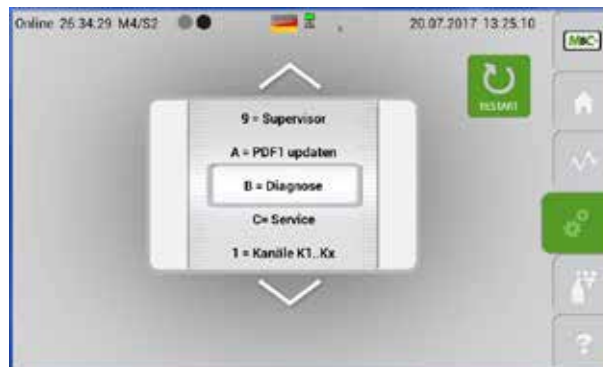 Online 26.34.29 M4/S2 20.07.2017 13.25.10
MBC
RESTART
9 = Supervisor
A = PDF1 updaten
B = Diagnose
C= Service
1 = Kanäle K1..Kx
?